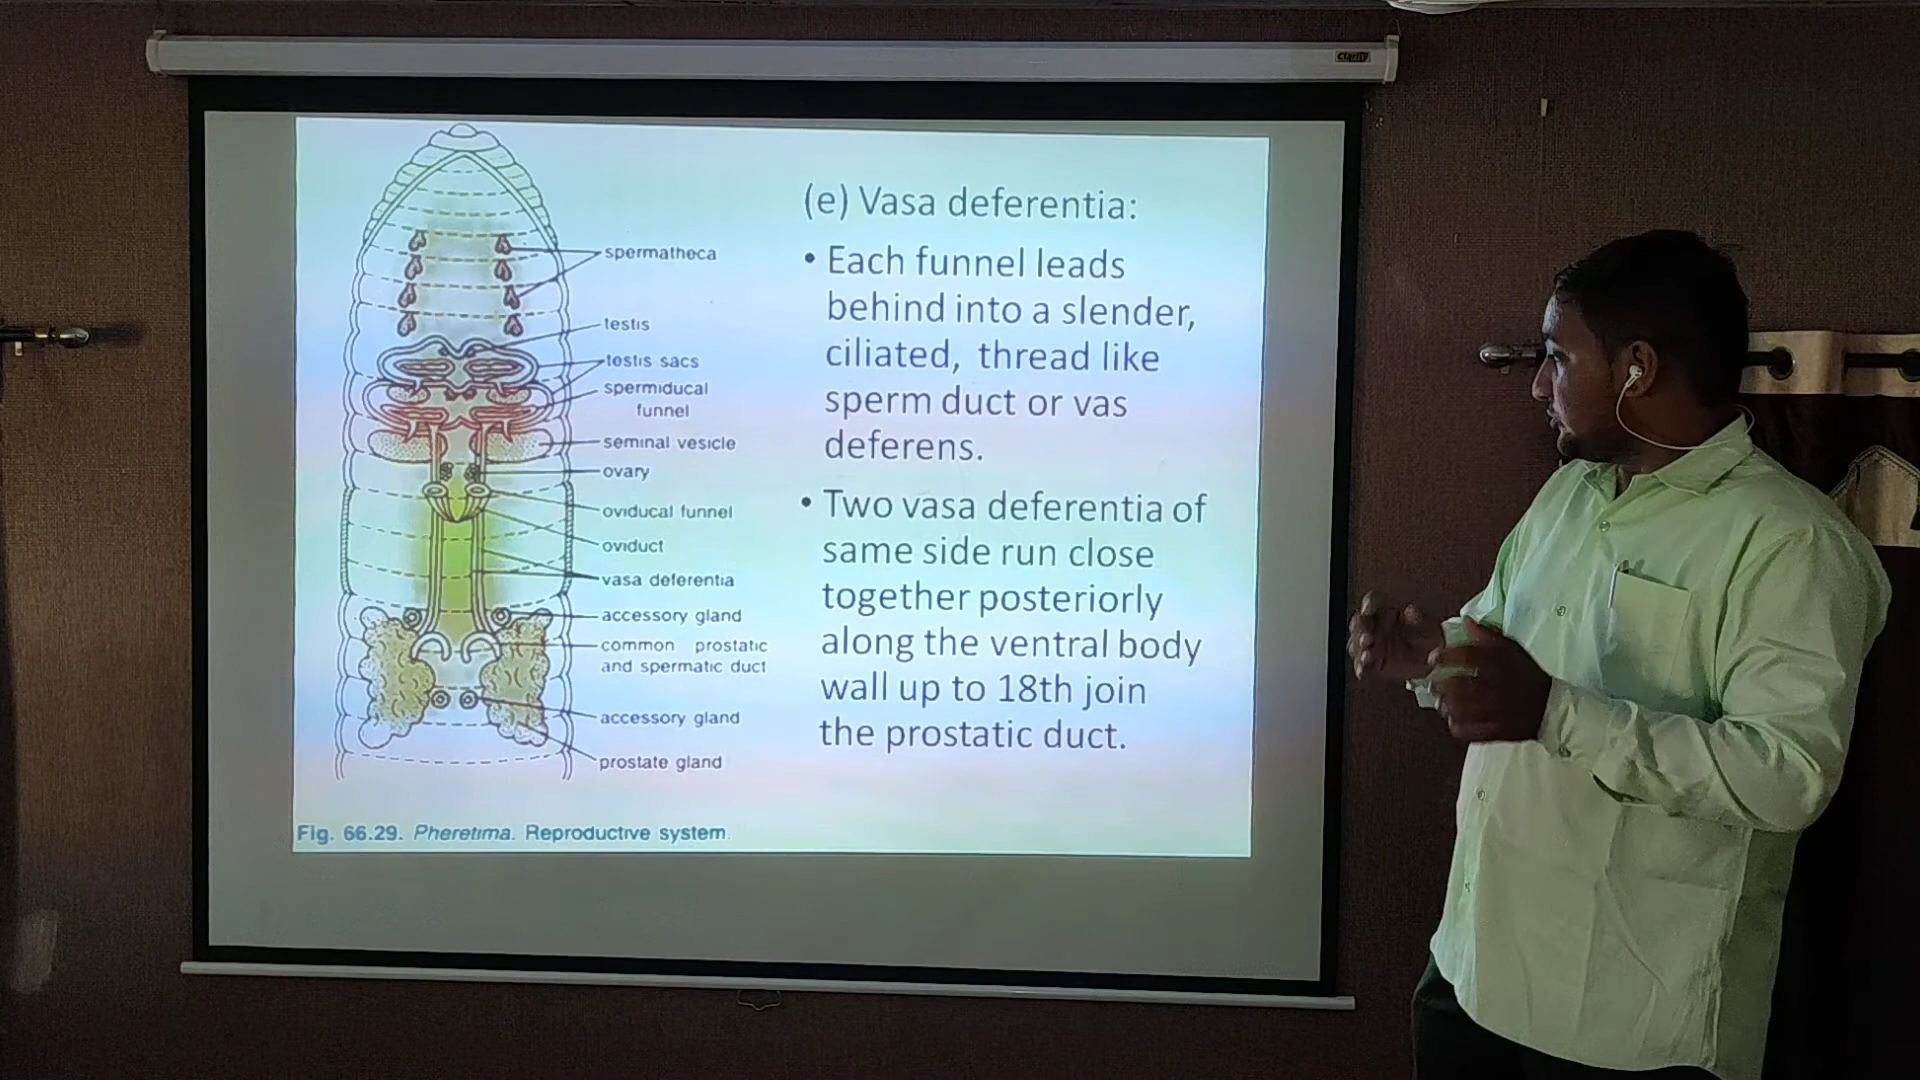 clarity
spermatheca
testis
testis sacs
spermiducal
funnel
seminal vesicle
ovary
oviducal funnel
oviduct
vasa deferentia
accessory gland
common prostatic
and spermatic duct
accessory gland
prostate gland
Fig. 66.29. Pheretima. Reproductive system.
(e) Vasa deferentia:
• Each funnel leads
behind into a slender,
ciliated, thread like
sperm duct or vas
deferens.
• Two vasa deferentia of
same side run close
together posteriorly
along the ventral body
wall up to 18th join
the prostatic duct.